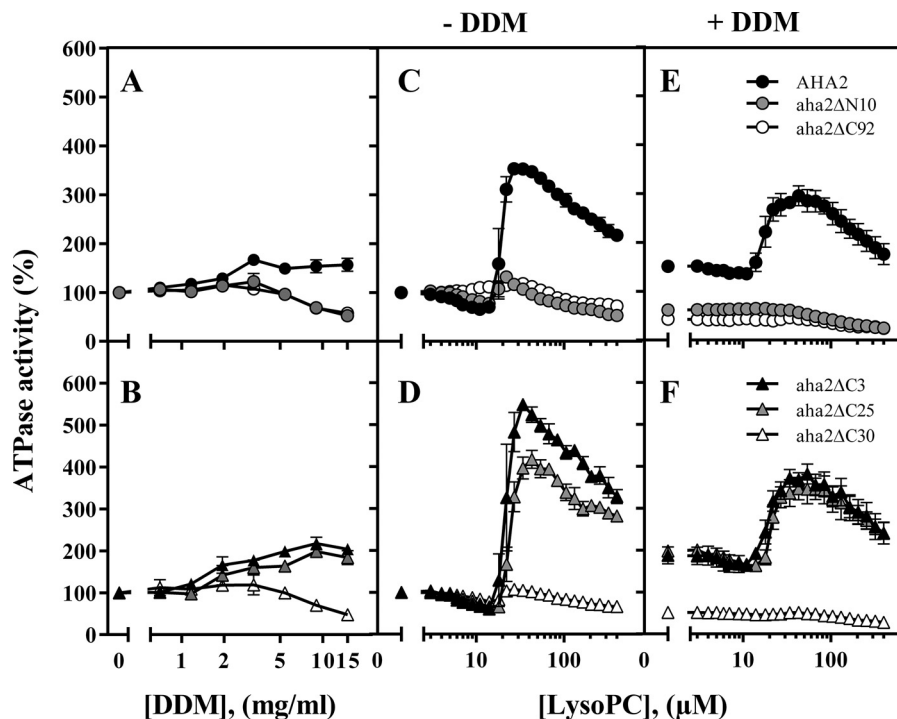 - DDM
+ DDM
600
500
400
300
200
100
0
A
C
E
AHA2
aha2ΔN10
aha2ΔC92
ATPase activity (%)
600
500
400
300
200
100
0
B
D
F
aha2ΔC3
aha2ΔC25
aha2ΔC30
0 1 2 5 1015 0 10 100 0 10 100
[DDM], (mg/ml)
[LysoPC], (μM)